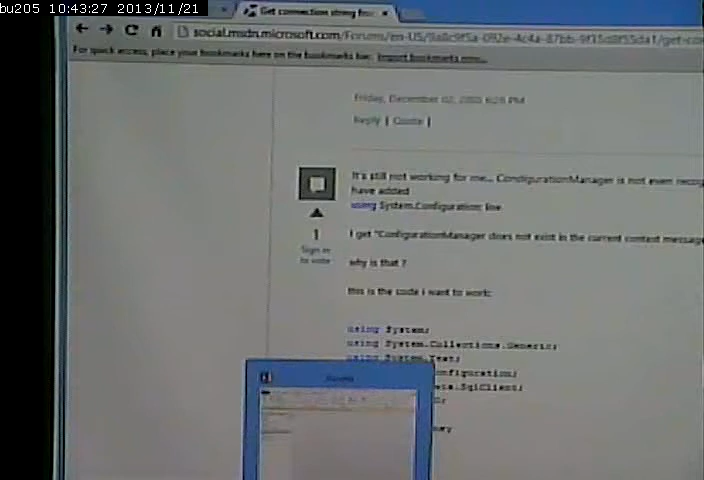 bu205 10:43:27 2013/11/21
Get connection string from
social.msdn.microsoft.com/Forums/en-US/
For quick access, place your bookmarks here on the bookmarks bar. Import bookmarks now...
Friday, December 02, 2005 6:28 PM
Reply | Quote |
It's still not working for me... ConfigurationManager is not even recog
have added
using System.Configuration; line
1
I get "ConfigurationManager does not exist in the current context message
Sign in
to vote
why is that ?
this is the code i want to work:
using System;
using System.Collections.Generic;
using System.Text;
onfiguration;
ata.SqlClient;